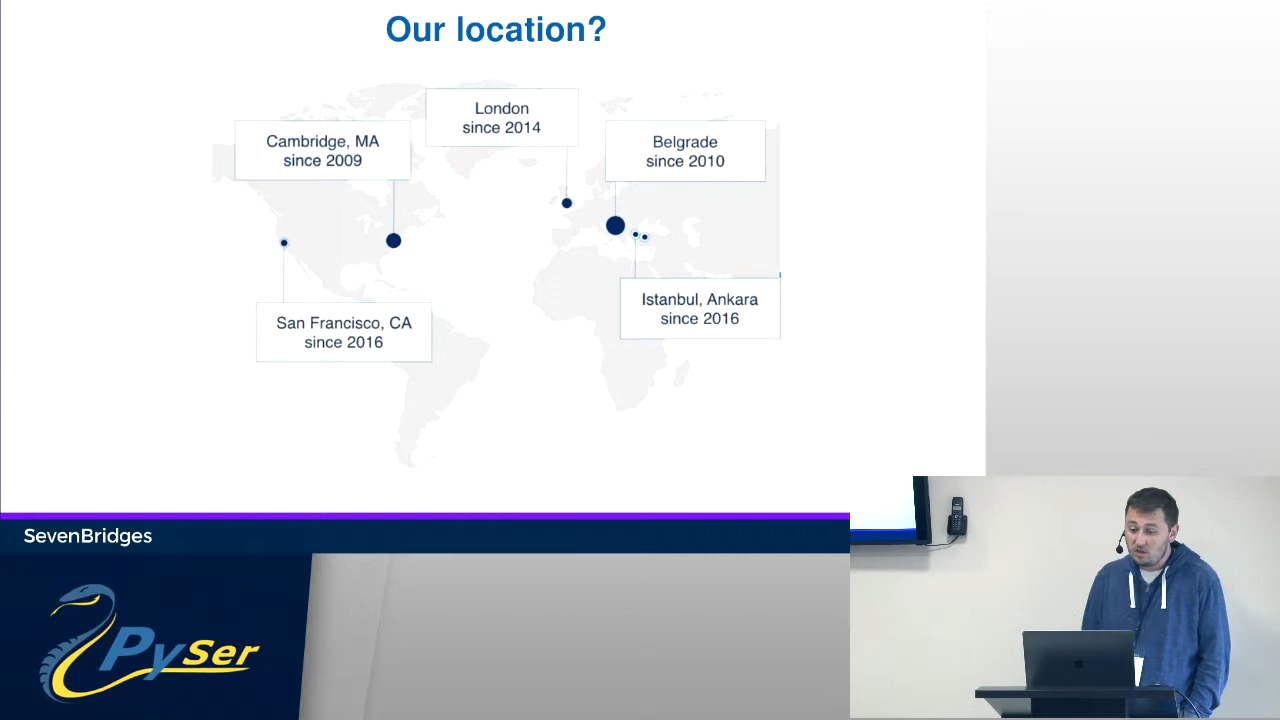 Our location?
London
since 2014
Cambridge, MA
since 2009
Belgrade
since 2010
Istanbul, Ankara
since 2016
San Francisco, CA
since 2016
SevenBridges
PySer